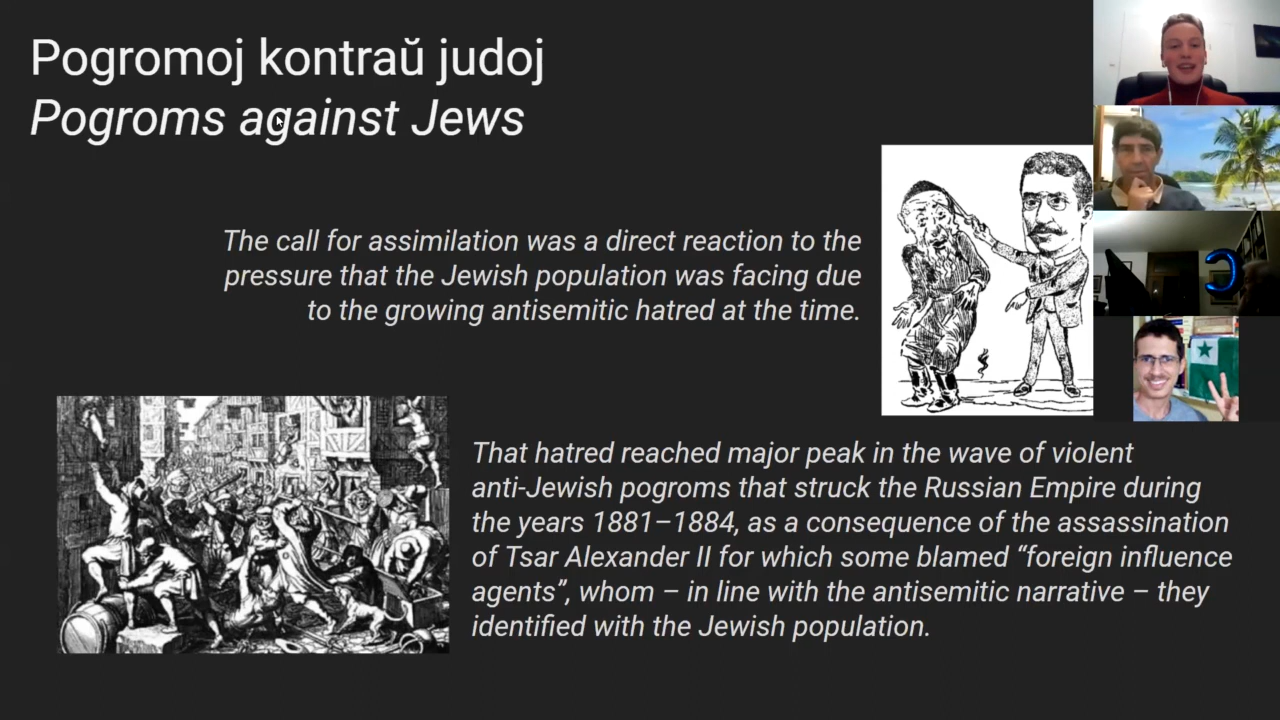 Pogromoj kontraŭ judoj
Pogroms against Jews
The call for assimilation was a direct reaction to the
pressure that the Jewish population was facing due
to the growing antisemitic hatred at the time.
That hatred reached major peak in the wave of violent
anti-Jewish pogroms that struck the Russian Empire during
the years 1881–1884, as a consequence of the assassination
of Tsar Alexander II for which some blamed “foreign influence
agents”, whom – in line with the antisemitic narrative – they
identified with the Jewish population.